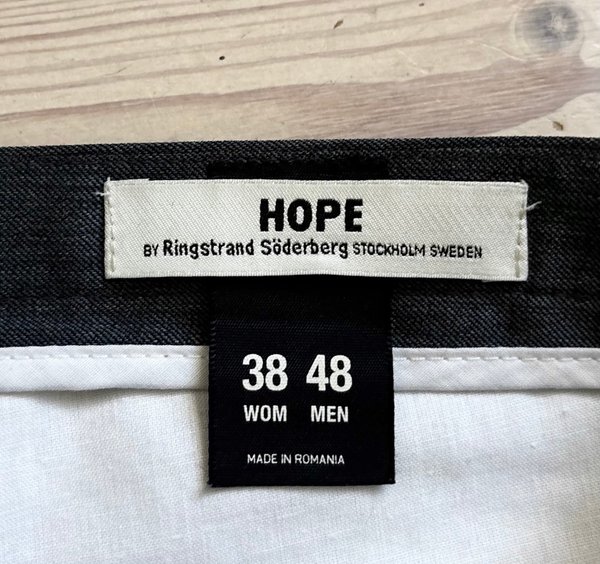 HOPE
BY Ringstrand Söderberg STOCKHOLM SWEDEN
38 48
WOM MEN
MADE IN ROMANIA